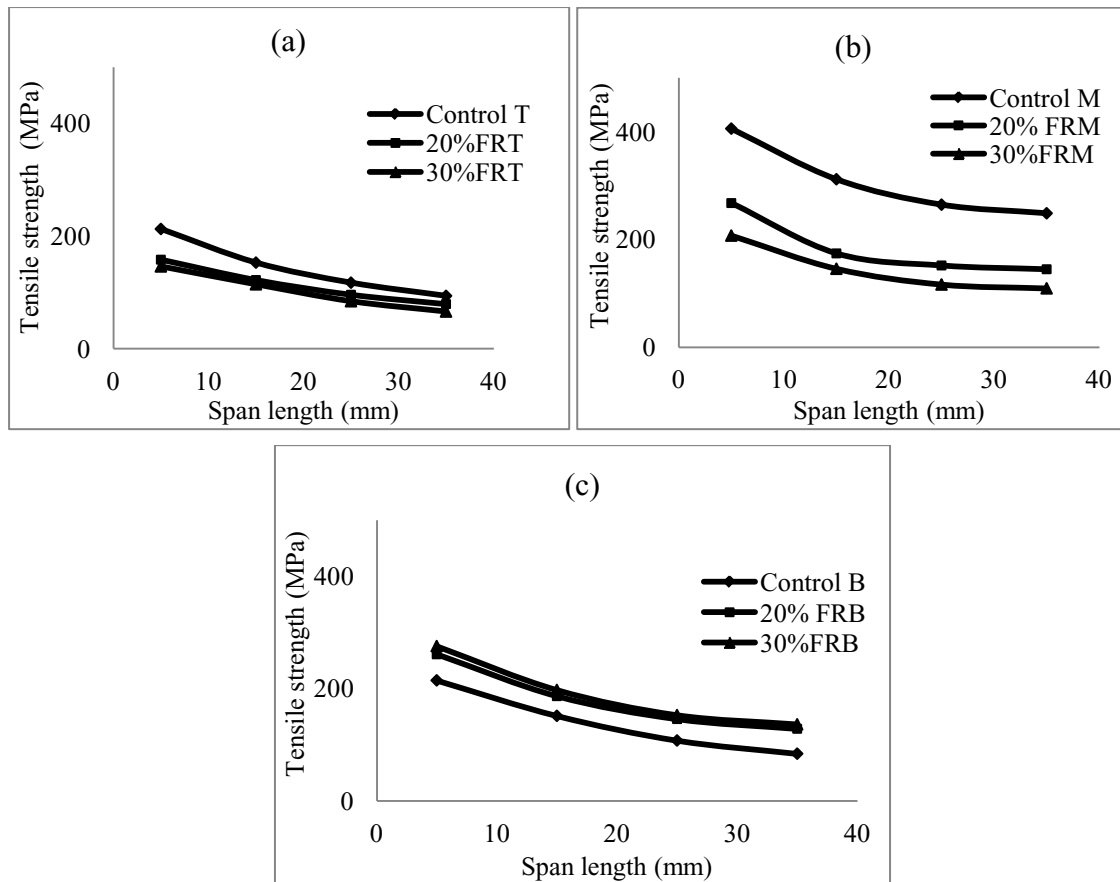 (a)
Tensile strength (MPa)
400
200
0
Control T
20%FRT
30%FRT
0 10 20 30 40
Span length (mm)
(b)
Tensile strength (MPa)
400
200
0
Control M
20% FRM
30%FRM
0 10 20 30 40
Span length (mm)
(c)
Tensile strength (MPa)
400
200
0
Control B
20% FRB
30%FRB
0 10 20 30 40
Span length (mm)